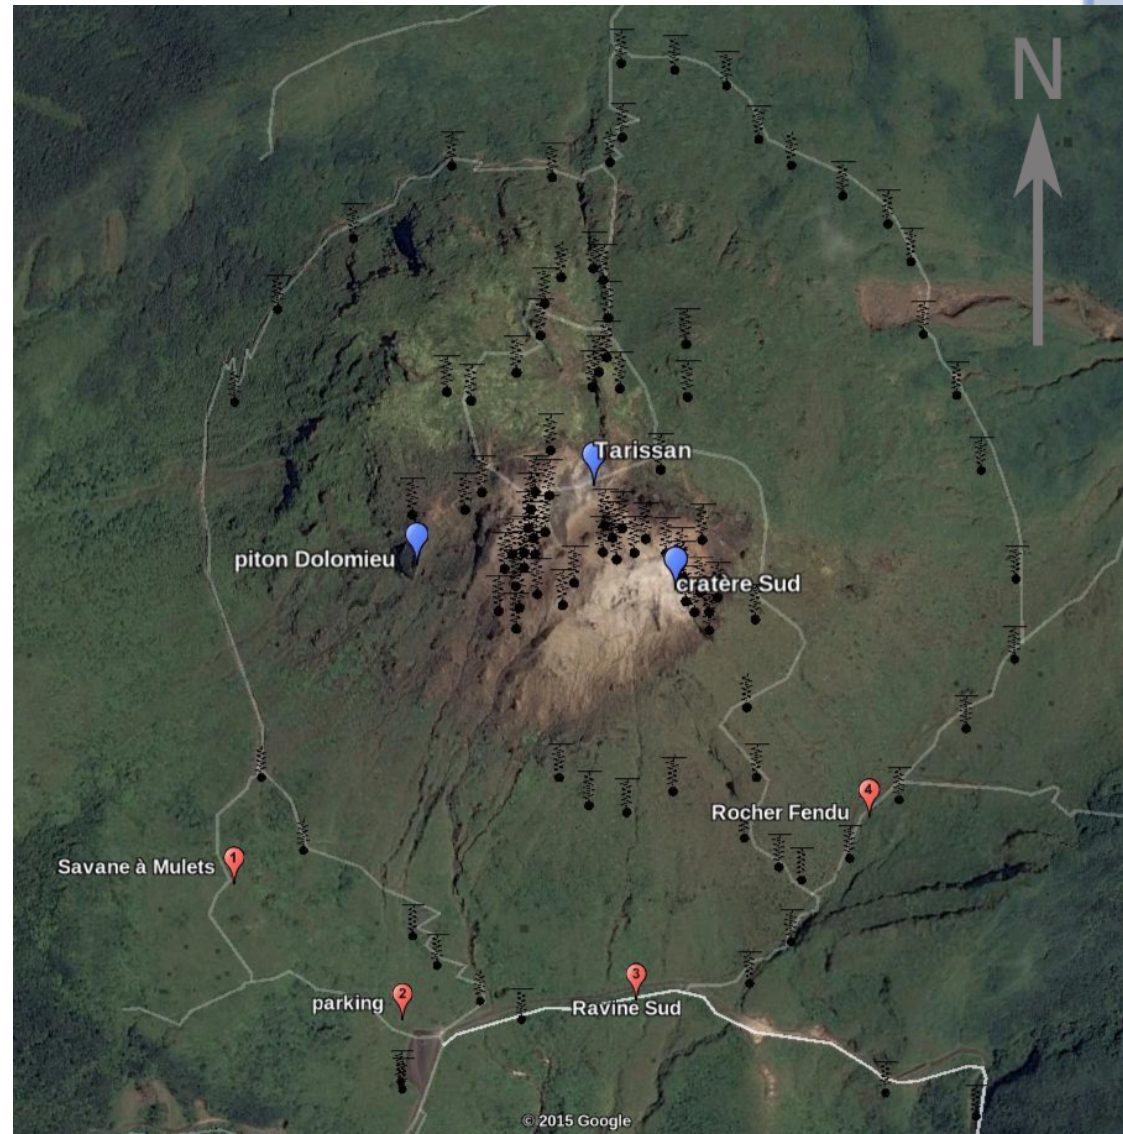 N
Tarissan
piton Dolomieu
cratère Sud
4
Rocher Fendu
1
Savane à Mulets
3
2
parking
Ravine Sud
© 2015 Google